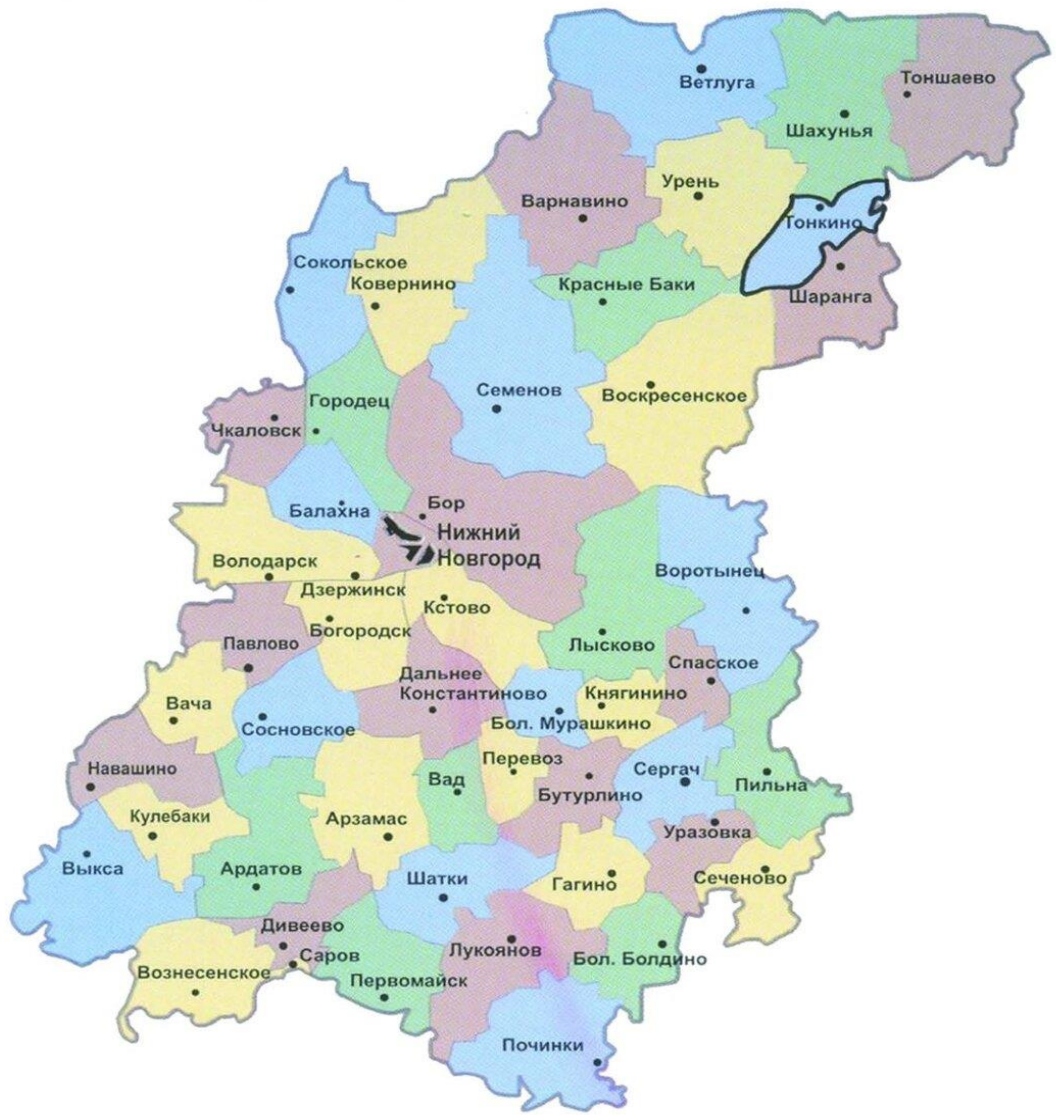 Ветлуга
Тоншаево
Шахунья
Урень
Варнавино
Тонкино
Сокольское
Ковернино
Красные Баки
Шаранга
Семенов
Воскресенское
Городец
Чкаловск
Балахна
Бор
Нижний
Новгород
Володарск
Дзержинск
Воротынец
Кстово
Богородск
Павлово
Лысково
Спасское
Дальнее
Константиново
Княгинино
Вача
Сосновское
Бол. Мурашкино
Перевоз
Навашино
Вад
Сергач
Пильна
Бутурлино
Кулебаки
Арзамас
Уразовка
Выкса
Ардатов
Шатки
Гагино
Сеченово
Дивеево
Саров
Лукоянов
Бол. Болдино
Вознесенское
Первомайск
Починки